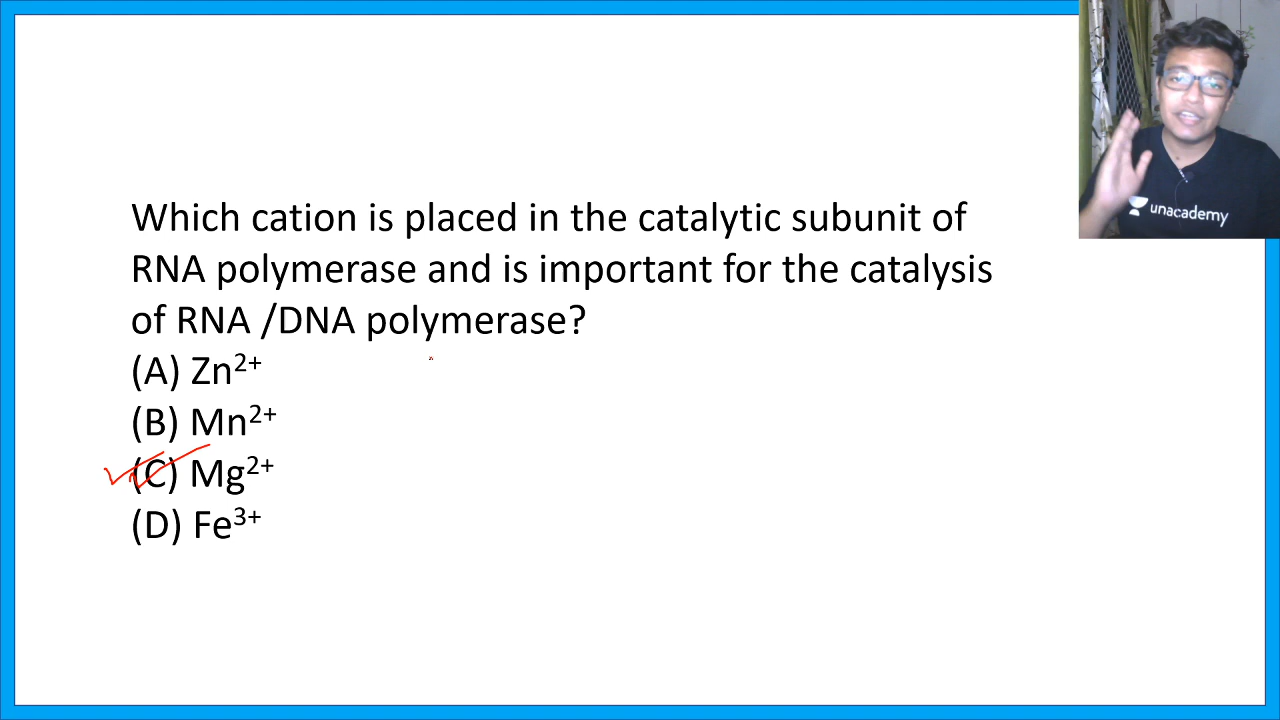 Which cation is placed in the catalytic subunit of
RNA polymerase and is important for the catalysis
of RNA /DNA polymerase?
(A) Zn²⁺
(B) Mn²⁺
(C) Mg²⁺
(D) Fe³⁺
unacademy